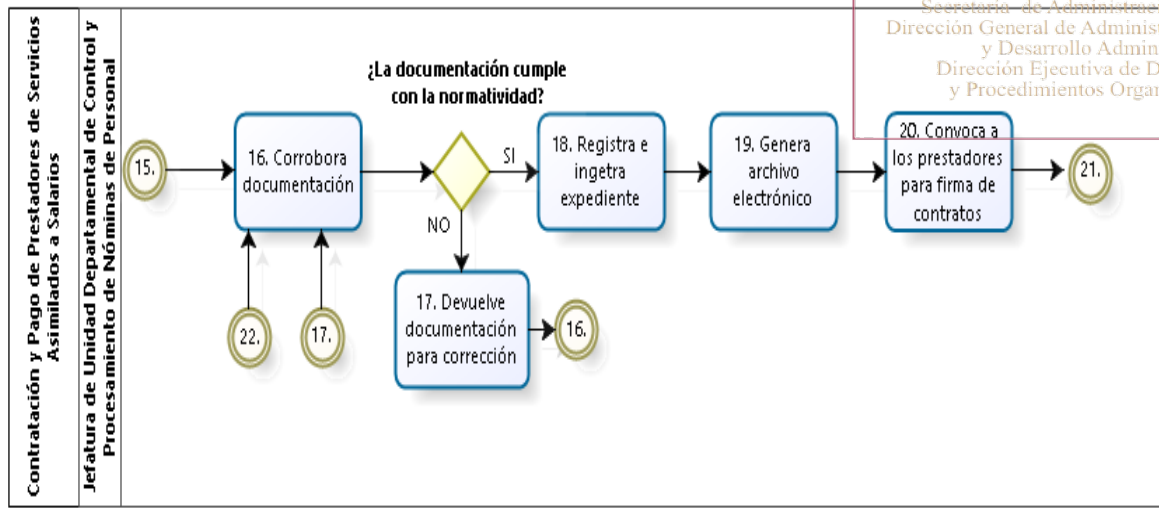 Contratación y Pago de Prestadores de Servicios
Asimilados a Salarios
Jefatura de Unidad Departamental de Control y
Procesamiento de Nóminas de Personal
Secretaría de
Dirección General de
y Desarrollo
Dirección Ejecutiva de
y Procedimientos
¿La documentación cumple
con la normatividad?
15.
16. Corrobora
documentación
SI
18. Registra e
ingetra
expediente
19. Genera
archivo
electrónico
20. Convoca a
los prestadores
para firma de
contratos
21.
NO
22.
17.
17. Devuelve
documentación
para corrección
16.